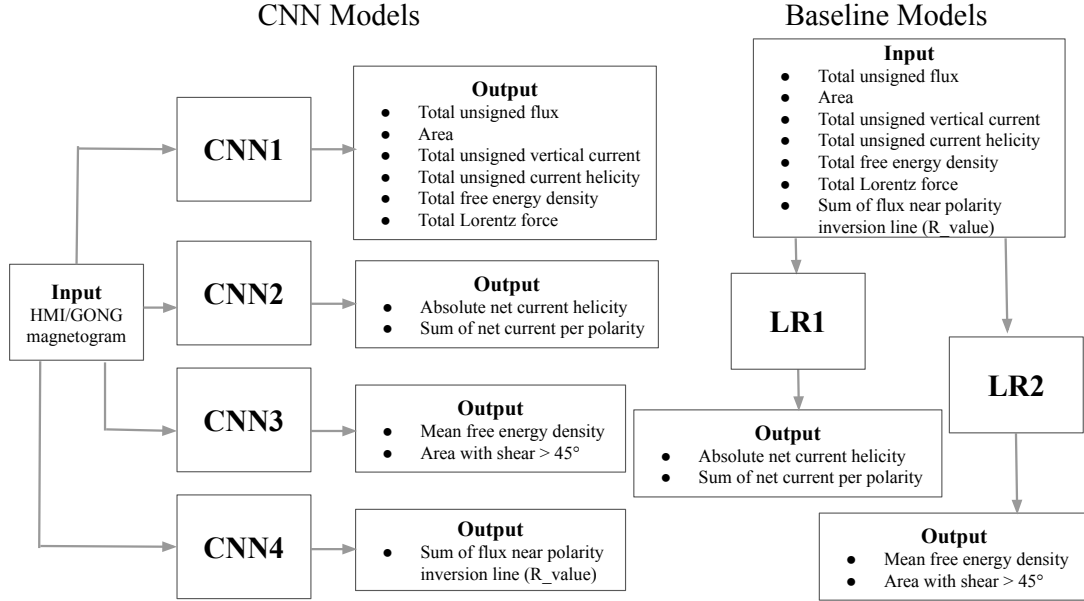 CNN Models
CNN1
Output
● Total unsigned flux
● Area
● Total unsigned vertical current
● Total unsigned current helicity
● Total free energy density
● Total Lorentz force
Input
HMI/GONG
magnetogram
CNN2
Output
● Absolute net current helicity
● Sum of net current per polarity
CNN3
Output
● Mean free energy density
● Area with shear > 45°
CNN4
Output
● Sum of flux near polarity
inversion line (R_value)
Baseline Models
Input
● Total unsigned flux
● Area
● Total unsigned vertical current
● Total unsigned current helicity
● Total free energy density
● Total Lorentz force
● Sum of flux near polarity
inversion line (R_value)
LR1
LR2
Output
● Absolute net current helicity
● Sum of net current per polarity
Output
● Mean free energy density
● Area with shear > 45°